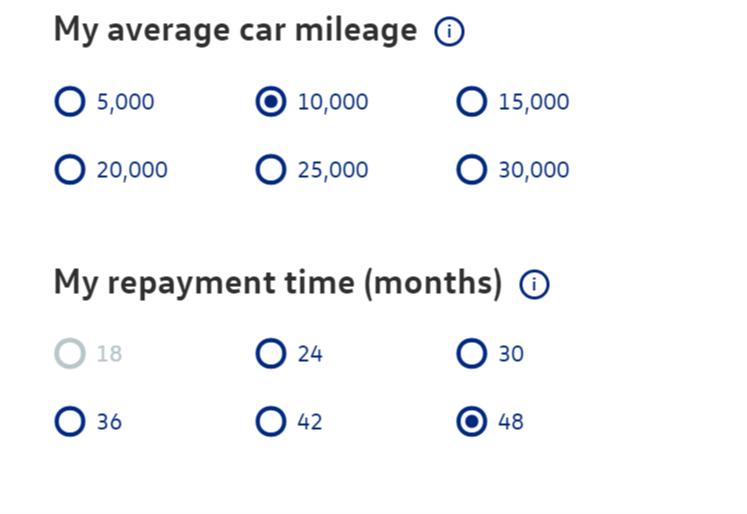 My average car mileage i
5,000 10,000 15,000
20,000 25,000 30,000
My repayment time (months) i
18 24 30
36 42 48